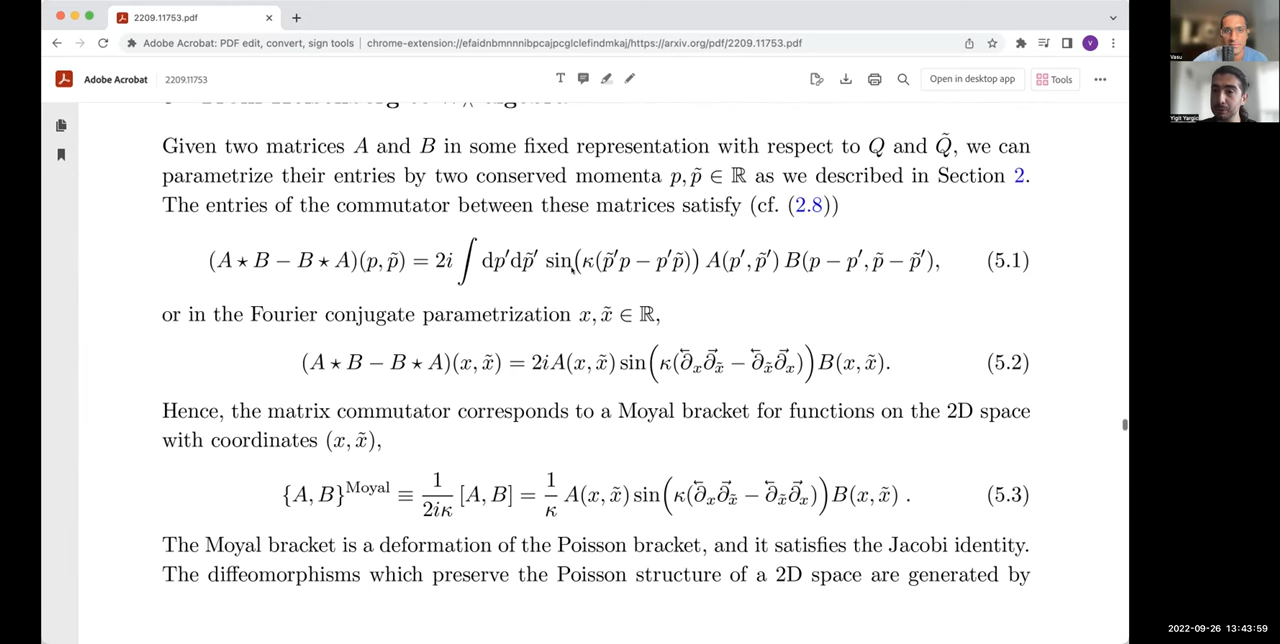 2209.11753.pdf
Adobe Acrobat: PDF edit, convert, sign tools | chrome-extension://efaidnbmnnnibpcajpcglclefindmkaj/https://arxiv.org/pdf/2209.11753.pdf
V
Adobe Acrobat 2209.11753
Open in desktop app
Tools
Given two matrices A and B in some fixed representation with respect to Q and Q̃, we can
parametrize their entries by two conserved momenta p, p̃ ∈ ℝ as we described in Section 2.
The entries of the commutator between these matrices satisfy (cf. (2.8))
(A ⋆ B − B ⋆ A)(p, p̃) = 2i ∫ dp′dp̃′ sin(κ(p̃′p − p′p̃)) A(p′, p̃′) B(p − p′, p̃ − p̃′), (5.1)
or in the Fourier conjugate parametrization x, x̃ ∈ ℝ,
(A ⋆ B − B ⋆ A)(x, x̃) = 2iA(x, x̃) sin(κ(∂⃖ₓ∂⃗ₓ̃ − ∂⃖ₓ̃∂⃗ₓ))B(x, x̃). (5.2)
Hence, the matrix commutator corresponds to a Moyal bracket for functions on the 2D space
with coordinates (x, x̃),
{A, B}ᴹᵒʸᵃˡ ≡ 1/(2iκ) [A, B] = 1/κ A(x, x̃) sin(κ(∂⃖ₓ∂⃗ₓ̃ − ∂⃖ₓ̃∂⃗ₓ))B(x, x̃) . (5.3)
The Moyal bracket is a deformation of the Poisson bracket, and it satisfies the Jacobi identity.
The diffeomorphisms which preserve the Poisson structure of a 2D space are generated by
Vasu
Yigit Yargic
2022-09-26 13:43:59